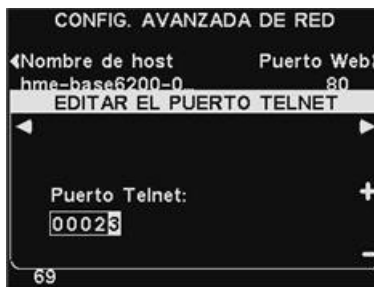 CONFIG. AVANZADA DE RED
Nombre de host Puerto Web:
hme-base6200-0… 80
EDITAR EL PUERTO TELNET
Puerto Telnet:
00023
69